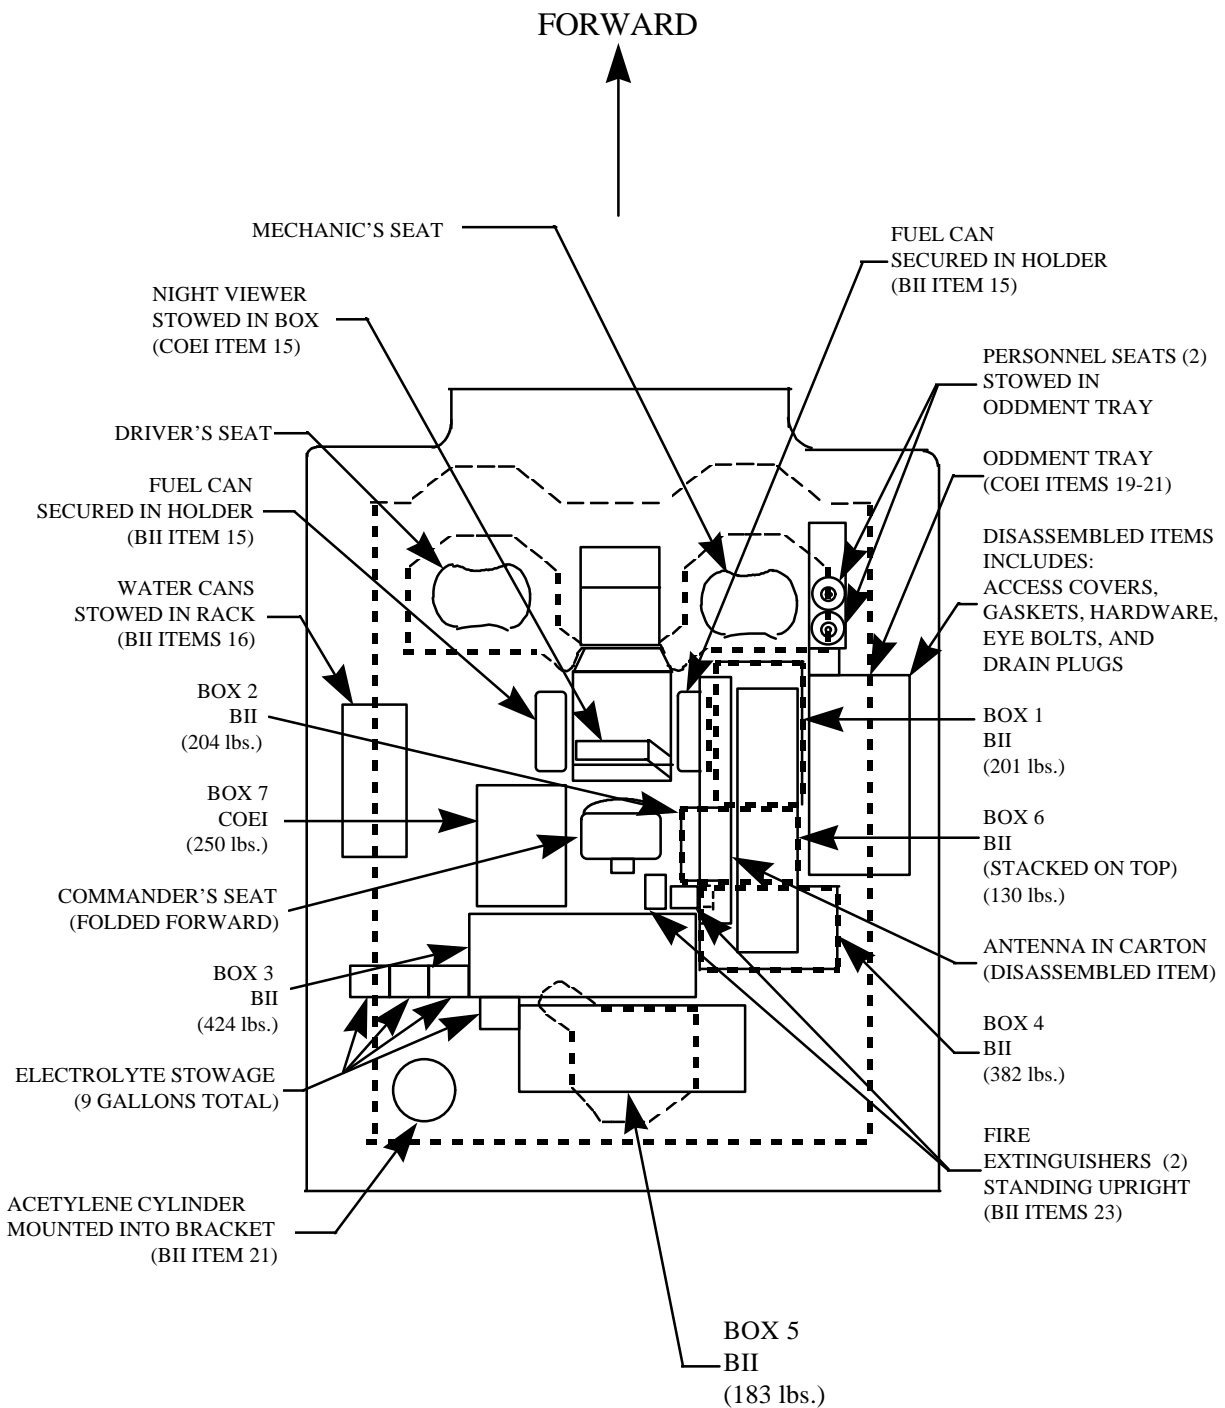 FORWARD
MECHANIC’S SEAT
FUEL CAN
SECURED IN HOLDER
(BII ITEM 15)
NIGHT VIEWER
STOWED IN BOX
(COEI ITEM 15)
PERSONNEL SEATS (2)
STOWED IN
ODDMENT TRAY
DRIVER’S SEAT
ODDMENT TRAY
(COEI ITEMS 19-21)
FUEL CAN
SECURED IN HOLDER
(BII ITEM 15)
DISASSEMBLED ITEMS
INCLUDES:
ACCESS COVERS,
GASKETS, HARDWARE,
EYE BOLTS, AND
DRAIN PLUGS
WATER CANS
STOWED IN RACK
(BII ITEMS 16)
BOX 2
BII
(204 lbs.)
BOX 1
BII
(201 lbs.)
BOX 7
COEI
(250 lbs.)
BOX 6
BII
(STACKED ON TOP)
(130 lbs.)
COMMANDER’S SEAT
(FOLDED FORWARD)
ANTENNA IN CARTON
(DISASSEMBLED ITEM)
BOX 3
BII
(424 lbs.)
BOX 4
BII
(382 lbs.)
ELECTROLYTE STOWAGE
(9 GALLONS TOTAL)
FIRE
EXTINGUISHERS (2)
STANDING UPRIGHT
(BII ITEMS 23)
ACETYLENE CYLINDER
MOUNTED INTO BRACKET
(BII ITEM 21)
BOX 5
BII
(183 lbs.)